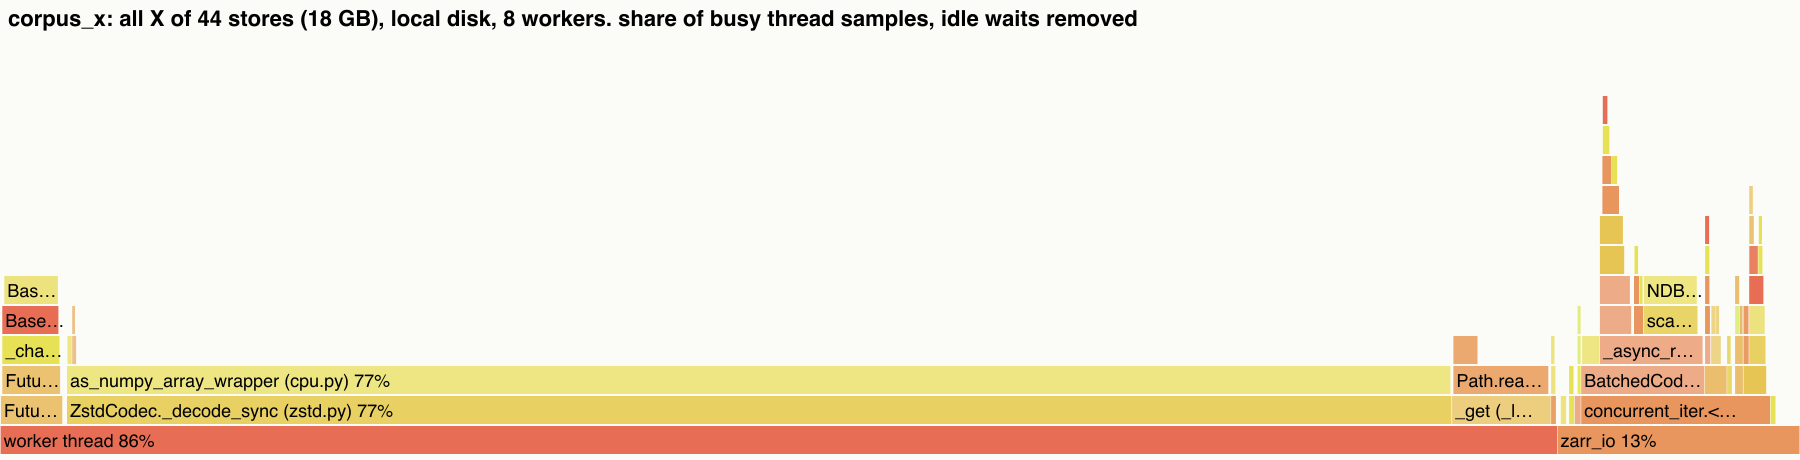 corpus_x: all X of 44 stores (18 GB), local disk, 8 workers. share of busy thread samples, idle waits removed
Bas… NDB…
Base… sca…
_cha… _async_r…
Futu… as_numpy_array_wrapper (cpu.py) 77% Path.rea… BatchedCod…
Futu… ZstdCodec._decode_sync (zstd.py) 77% _get (_l… concurrent_iter.<…
worker thread 86% zarr_io 13%